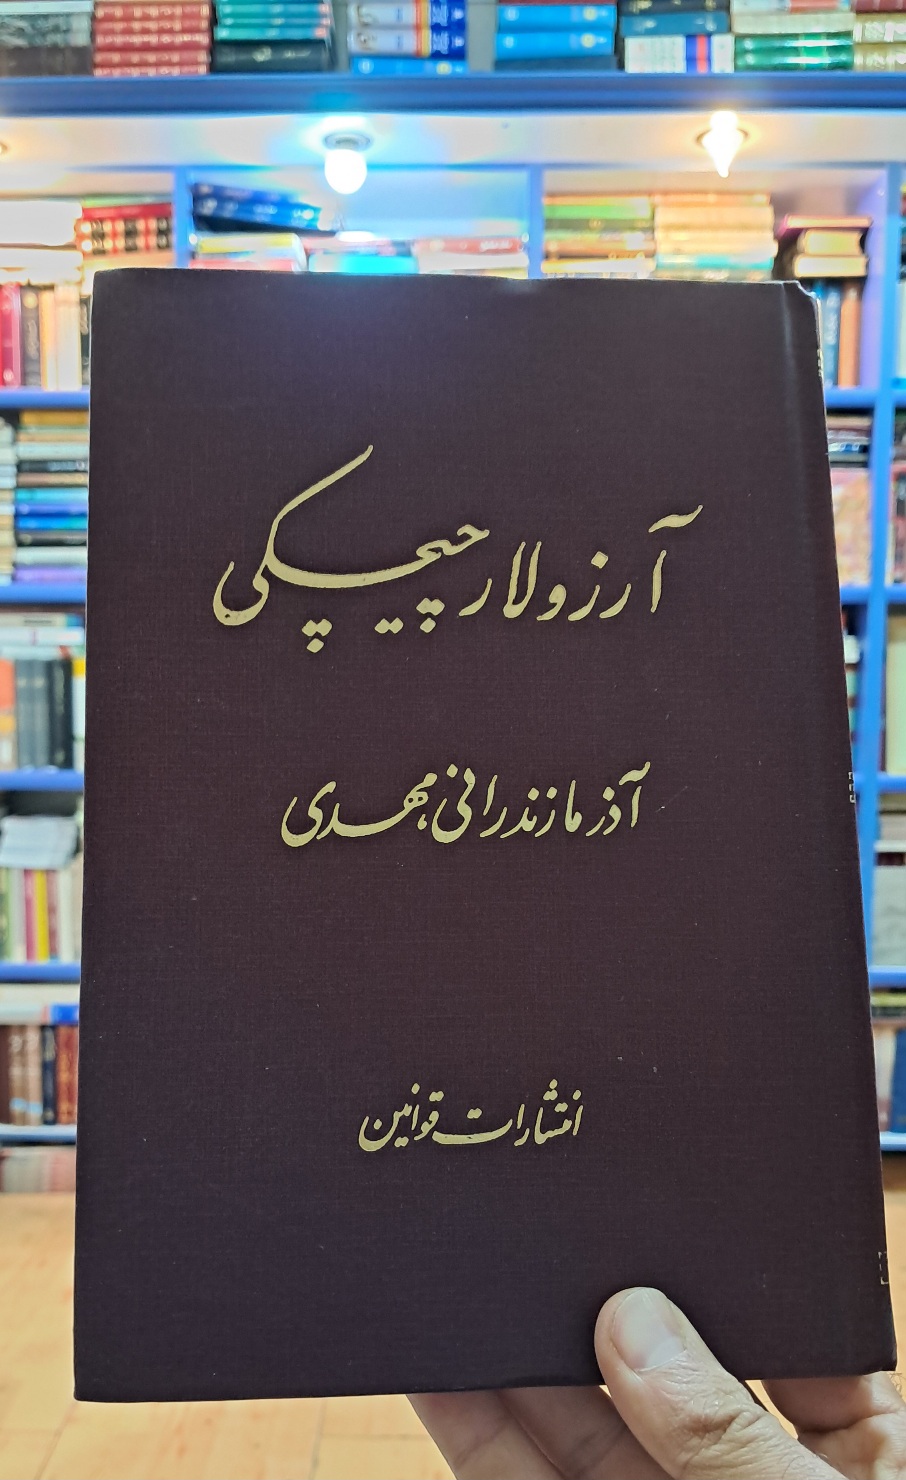 آرزولار چیچکی
آذر مازندرانی، مهدی
انتشارات قوانین